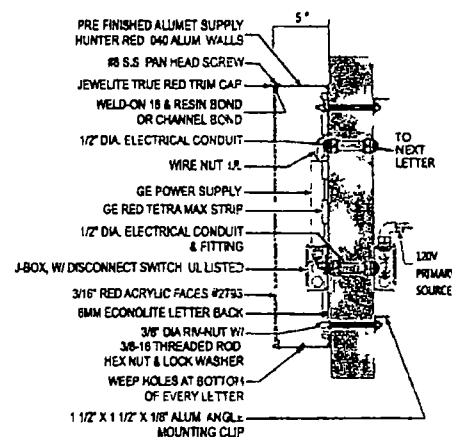 5"
PRE FINISHED ALUMET SUPPLY
HUNTER RED 040 ALUM WALLS
#8 S.S PAN HEAD SCREW
JEWELITE TRUE RED TRIM CAP
WELD-ON 16 & RESIN BOND
OR CHANNEL BOND
1/2" DIA. ELECTRICAL CONDUIT
WIRE NUT UL
GE POWER SUPPLY
GE RED TETRA MAX STRIP
1/2" DIA. ELECTRICAL CONDUIT
& FITTING
J-BOX, W/ DISCONNECT SWITCH UL LISTED
3/16" RED ACRYLIC FACES #2793
6MM ECONOLITE LETTER BACK
3/8" DIA RIV-NUT W/
3/8-16 THREADED ROD
HEX NUT & LOCK WASHER
WEEP HOLES AT BOTTOM
OF EVERY LETTER
1 1/2" X 1 1/2" X 1/8" ALUM ANGLE
MOUNTING CLIP
TO
NEXT
LETTER
120V
PRIMARY
SOURCE